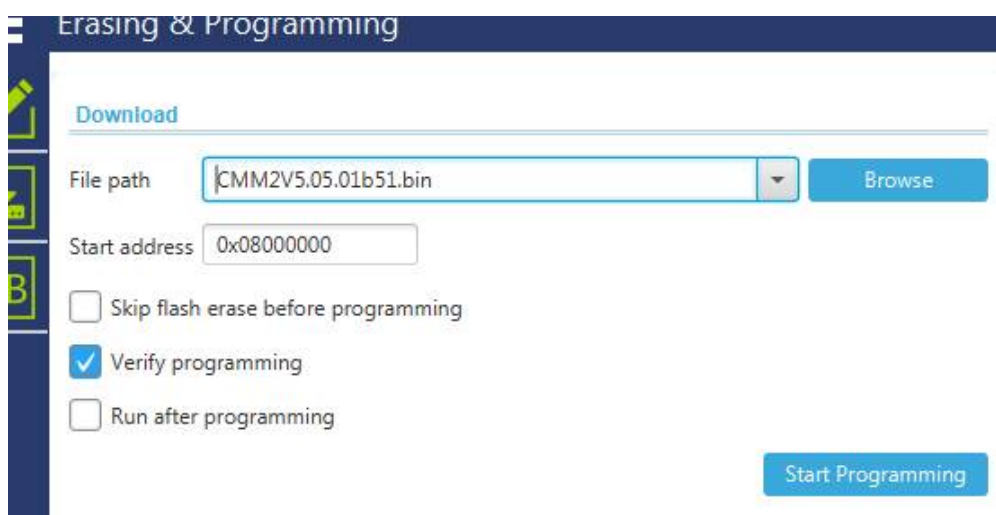 Erasing & Programming
Download
File path CMM2V5.05.01b51.bin Browse
Start address 0x08000000
B
Skip flash erase before programming
Verify programming
Run after programming
Start Programming